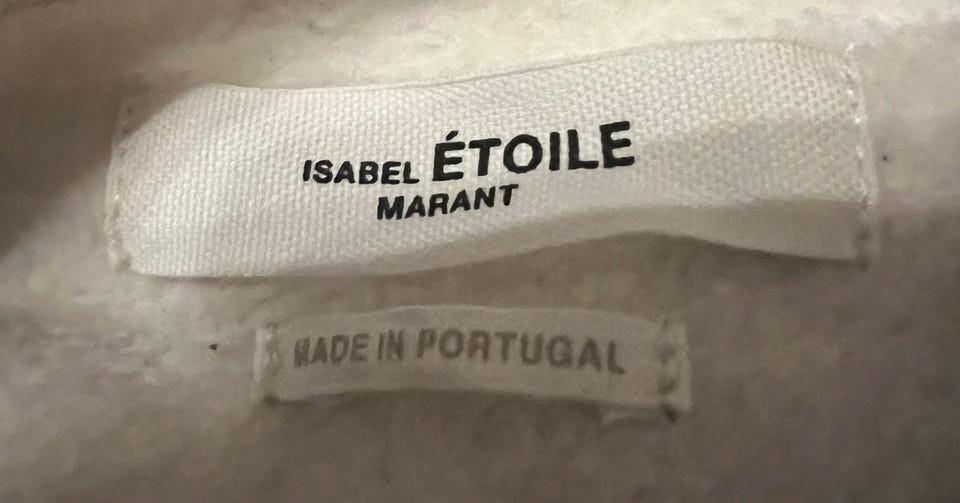 ISABEL ÉTOILE
MARANT
MADE IN PORTUGAL